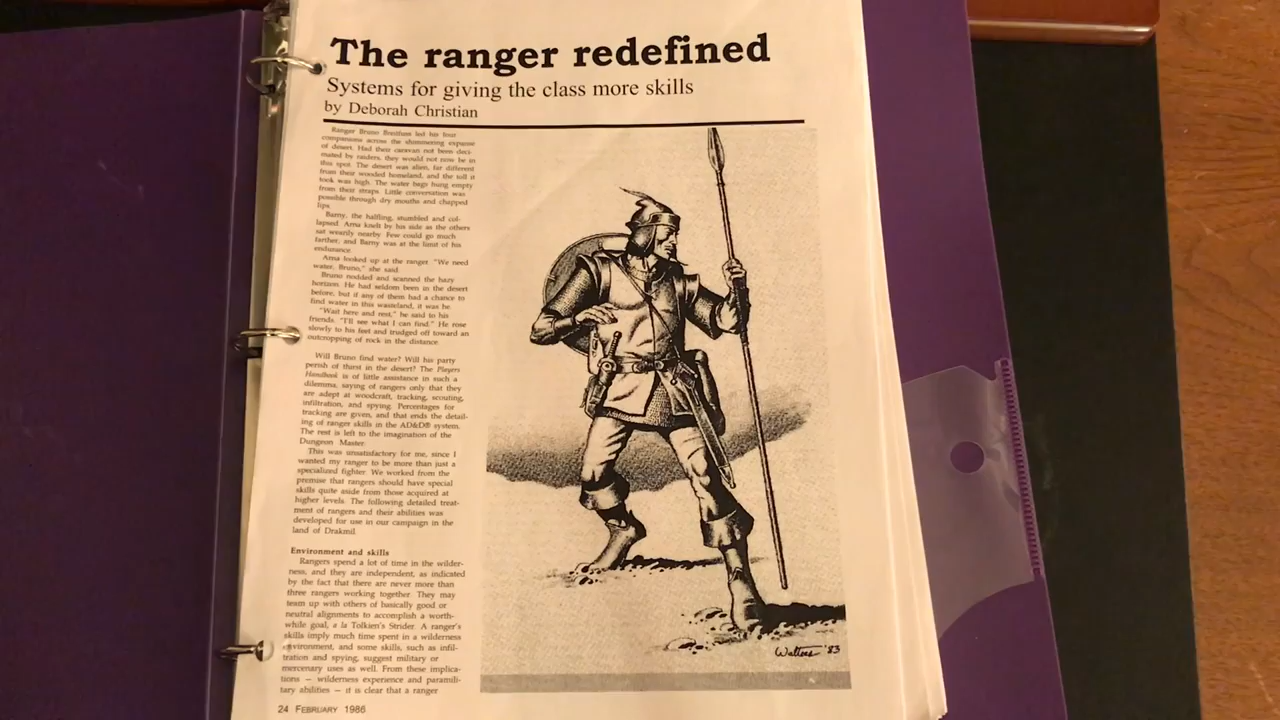 The ranger redefined
Systems for giving the class more skills
by Deborah Christian
Ranger Bruno Breitfuss led his four
companions across the shimmering expanse
of desert. Had their caravan not been deci-
mated by raiders, they would not now be in
this spot. The desert was alien, far different
from their wooded homeland, and the toll it
took was high. The water bags hung empty
from their straps. Little conversation was
possible through dry mouths and chapped
lips.
Barny, the halfling, stumbled and col-
lapsed. Arna knelt by his side as the others
sat wearily nearby. Few could go much
farther, and Barny was at the limit of his
endurance.
Arna looked up at the ranger. "We need
water, Bruno," she said.
Bruno nodded and scanned the hazy
horizon. He had seldom been in the desert
before, but if any of them had a chance to
find water in this wasteland, it was he.
"Wait here and rest," he said to his
friends. "I'll see what I can find." He rose
slowly to his feet and trudged off toward an
outcropping of rock in the distance.
Will Bruno find water? Will his party
perish of thirst in the desert? The Players
Handbook is of little assistance in such a
dilemma, saying of rangers only that they
are adept at woodcraft, tracking, scouting,
infiltration, and spying. Percentages for
tracking are given, and that ends the detail-
ing of ranger skills in the AD&D® system.
The rest is left to the imagination of the
Dungeon Master.
This was unsatisfactory for me, since I
wanted my ranger to be more than just a
specialized fighter. We worked from the
premise that rangers should have special
skills quite aside from those acquired at
higher levels. The following detailed treat-
ment of rangers and their abilities was
developed for use in our campaign in the
land of Drakmil.
Environment and skills
Rangers spend a lot of time in the wilder-
ness, and they are independent, as indicated
by the fact that there are never more than
three rangers working together. They may
team up with others of basically good or
neutral alignments to accomplish a worth-
while goal, a la Tolkien's Strider. A ranger's
skills imply much time spent in a wilderness
environment, and some skills, such as infil-
tration and spying, suggest military or
mercenary uses as well. From these implica-
tions — wilderness experience and paramili-
tary abilities — it is clear that a ranger
Walters '83
24 FEBRUARY 1986